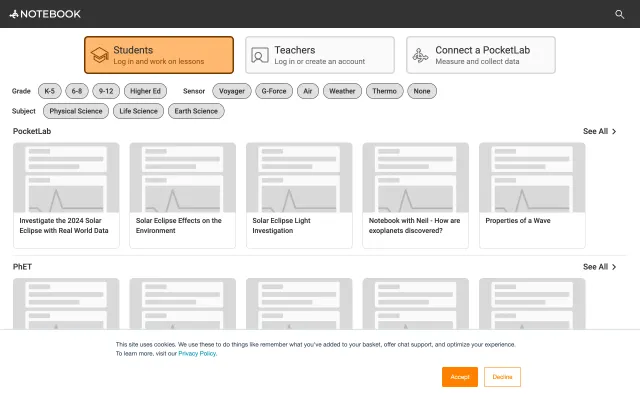 NOTEBOOK
Students
Log in and work on lessons
Teachers
Log in or create an account
Connect a PocketLab
Measure and collect data
Grade K-5 6-8 9-12 Higher Ed Sensor Voyager G-Force Air Weather Thermo None
Subject Physical Science Life Science Earth Science
PocketLab See All
Investigate the 2024 Solar
Eclipse with Real World Data
Solar Eclipse Effects on the
Environment
Solar Eclipse Light
Investigation
Notebook with Neil - How are
exoplanets discovered?
Properties of a Wave
PhET See All
This site uses cookies. We use these to do things like remember what you've added to your basket, offer chat support, and optimize your experience.
To learn more, visit our Privacy Policy.
Accept Decline